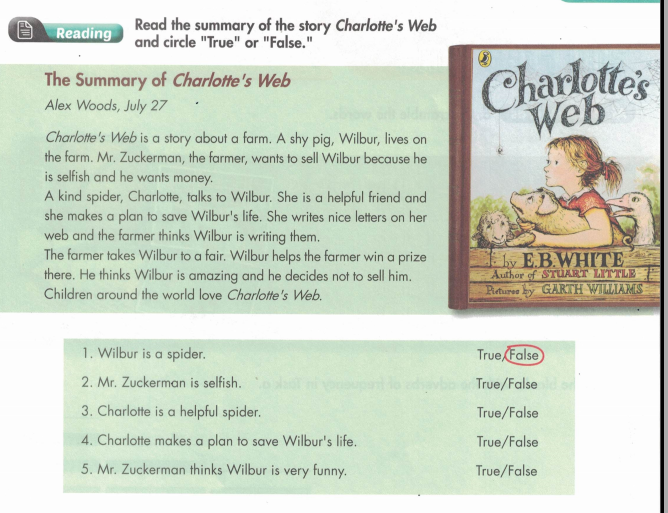 Reading
Read the summary of the story Charlotte's Web
and circle "True" or "False."
The Summary of Charlotte's Web
Alex Woods, July 27
Charlotte's Web is a story about a farm. A shy pig, Wilbur, lives on
the farm. Mr. Zuckerman, the farmer, wants to sell Wilbur because he
is selfish and he wants money.
A kind spider, Charlotte, talks to Wilbur. She is a helpful friend and
she makes a plan to save Wilbur's life. She writes nice letters on her
web and the farmer thinks Wilbur is writing them.
The farmer takes Wilbur to a fair. Wilbur helps the farmer win a prize
there. He thinks Wilbur is amazing and he decides not to sell him.
Children around the world love Charlotte's Web.
Charlotte's
Web
by E.B. WHITE
Author of STUART LITTLE
Pictures by GARTH WILLIAMS
1. Wilbur is a spider. True/False
2. Mr. Zuckerman is selfish. True/False
3. Charlotte is a helpful spider. True/False
4. Charlotte makes a plan to save Wilbur's life. True/False
5. Mr. Zuckerman thinks Wilbur is very funny. True/False